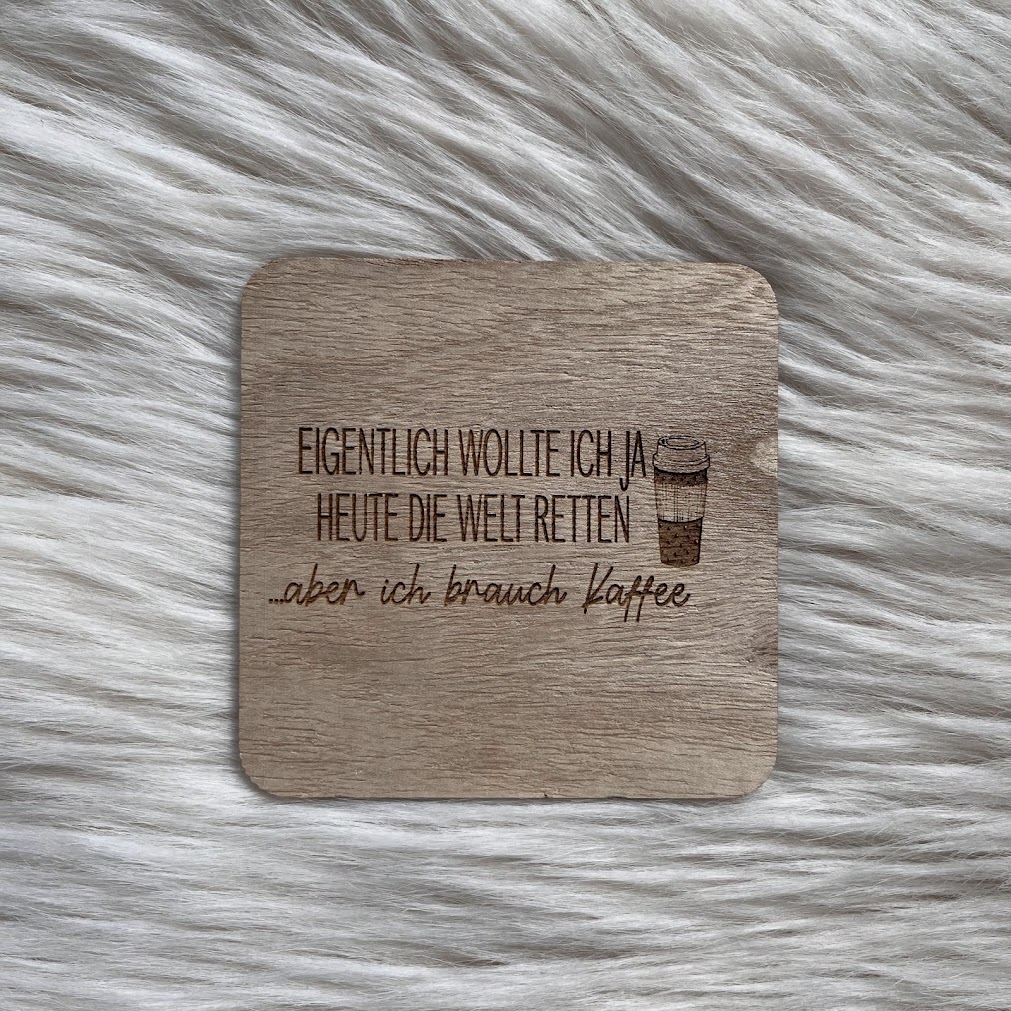 EIGENTLICH WOLLTE ICH JA
HEUTE DIE WELT RETTEN
...aber ich brauch Kaffee